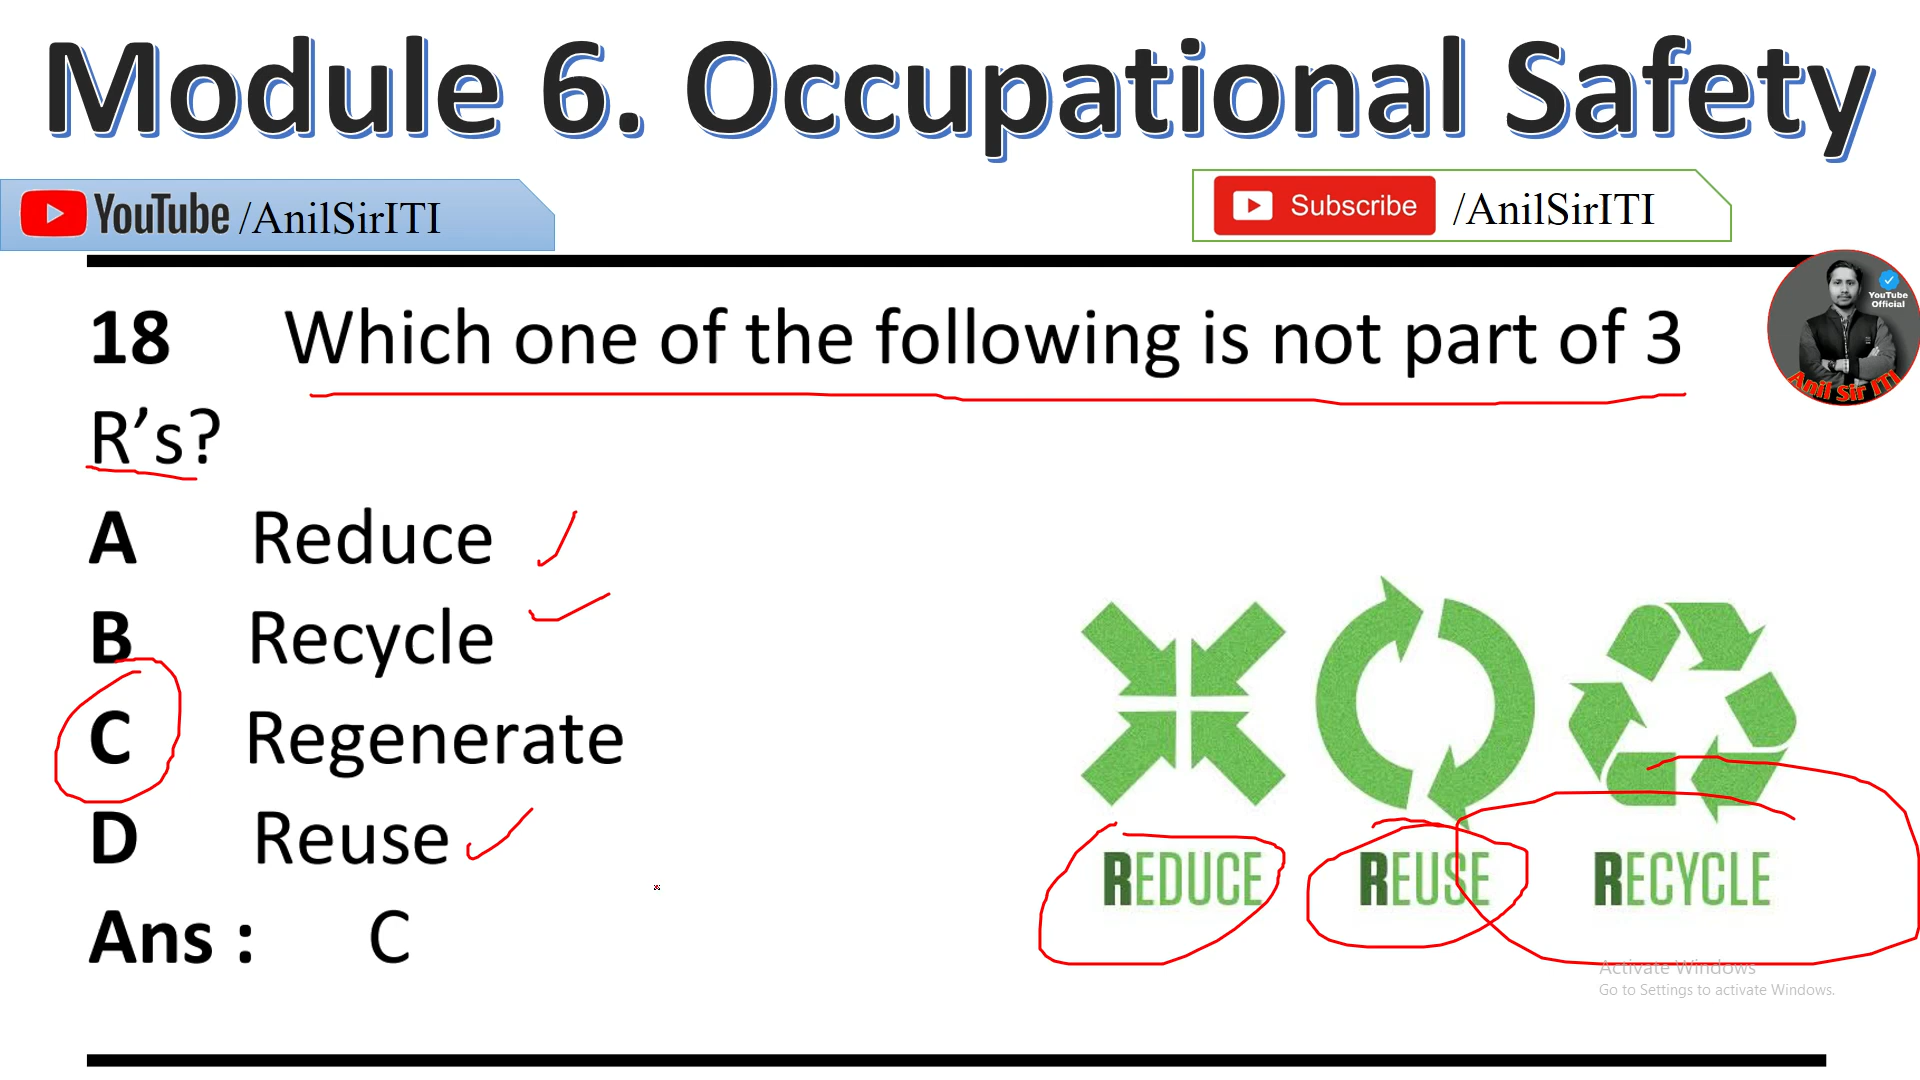 Module 6. Occupational Safety
YouTube /AnilSirITI
Subscribe /AnilSirITI
YouTube
Official
Anil Sir ITI
18 Which one of the following is not part of 3
R’s?
A Reduce
B Recycle
C Regenerate
D Reuse
Ans : C
REDUCE REUSE RECYCLE
Activate Windows
Go to Settings to activate Windows.